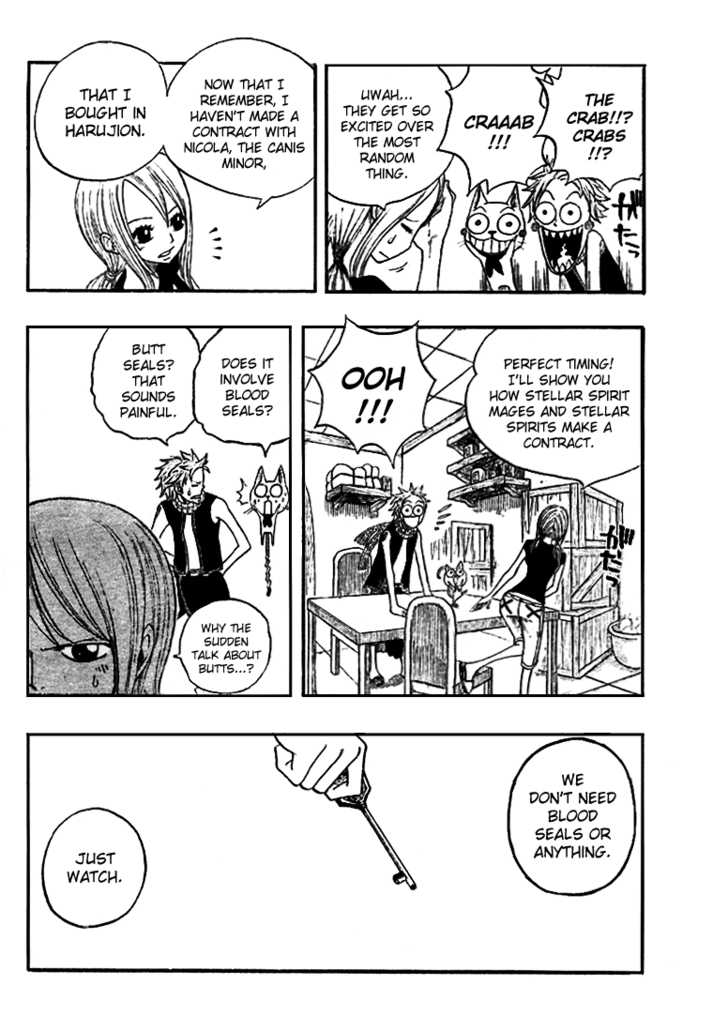 THE
CRAB!!?
CRABS
!!?
CRAAAB
!!!
UWAH...
THEY GET SO
EXCITED OVER
THE MOST
RANDOM
THING.
NOW THAT I
REMEMBER, I
HAVEN'T MADE A
CONTRACT WITH
NICOLA, THE CANIS
MINOR,
THAT I
BOUGHT IN
HARUJION.
PERFECT TIMING!
I'LL SHOW YOU
HOW STELLAR SPIRIT
MAGES AND STELLAR
SPIRITS MAKE A
CONTRACT.
OOH
!!!
DOES IT
INVOLVE
BLOOD
SEALS?
BUTT
SEALS?
THAT
SOUNDS
PAINFUL.
WHY THE
SUDDEN
TALK ABOUT
BUTTS...?
WE
DON'T NEED
BLOOD
SEALS OR
ANYTHING.
JUST
WATCH.